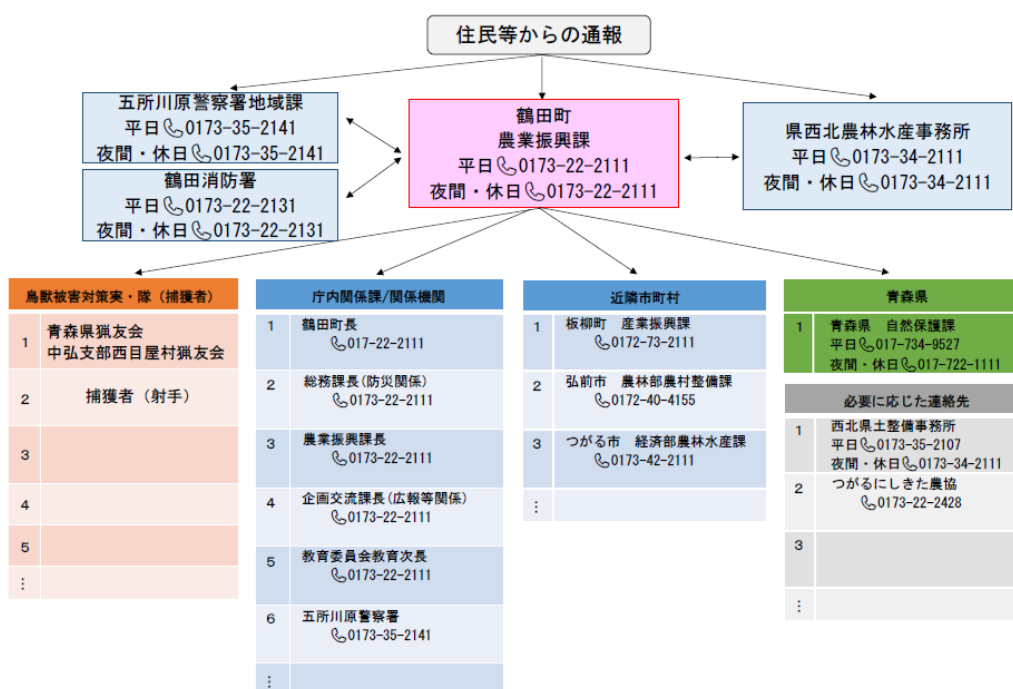 住民等からの通報
五所川原警察署地域課
平日📞0173-35-2141
夜間・休日📞0173-35-2141
鶴田消防署
平日📞0173-22-2131
夜間・休日📞0173-22-2131
鶴田町
農業振興課
平日📞0173-22-2111
夜間・休日📞0173-22-2111
県西北農林水産事務所
平日📞0173-34-2111
夜間・休日📞0173-34-2111
鳥獣被害対策実・隊（捕獲者）
1
青森県猟友会
中弘支部西目屋村猟友会
2
捕獲者（射手）
3
4
5
⋮
庁内関係課/関係機関
1
鶴田町長
📞017-22-2111
2
総務課長(防災関係)
📞0173-22-2111
3
農業振興課長
📞0173-22-2111
4
企画交流課長(広報等関係)
📞0173-22-2111
5
教育委員会教育次長
📞0173-22-2111
6
五所川原警察署
📞0173-35-2141
⋮
近隣市町村
1
板柳町　産業振興課
📞0172-73-2111
2
弘前市　農林部農村整備課
📞0172-40-4155
3
つがる市　経済部農林水産課
📞0173-42-2111
⋮
青森県
1
青森県　自然保護課
平日📞017-734-9527
夜間・休日📞017-722-1111
必要に応じた連絡先
1
西北県土整備事務所
平日📞0173-35-2107
夜間・休日📞0173-34-2111
2
つがるにしきた農協
📞0173-22-2428
3
⋮